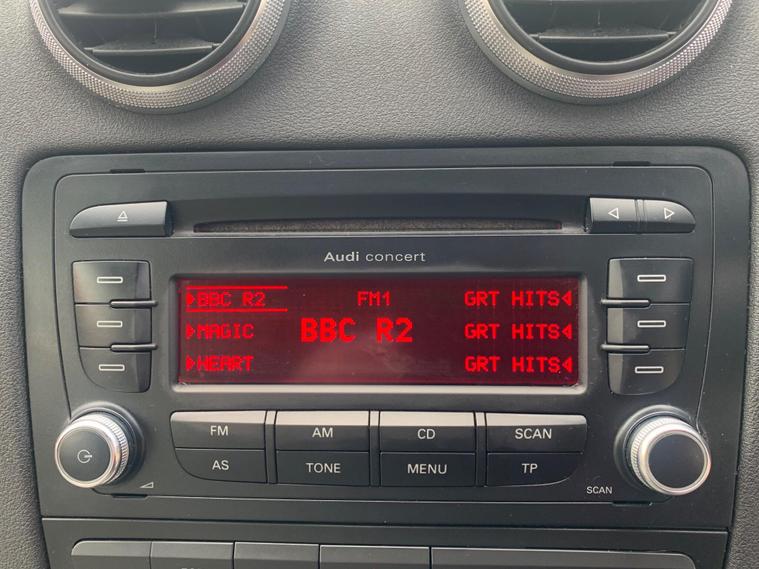 Audi concert
BBC R2 FM1 GRT HITS
MAGIC BBC R2 GRT HITS
HEART GRT HITS
FM AM CD SCAN
AS TONE MENU TP
SCAN